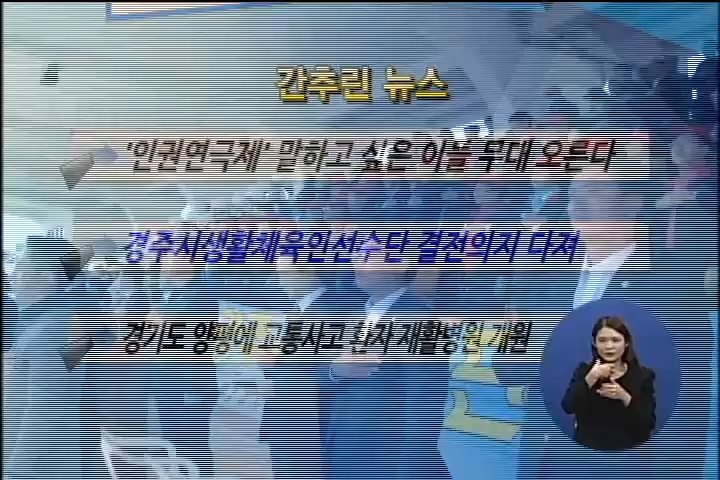 간추린 뉴스
'인권연극제' 말하고 싶은 이들 무대 오른다
경주시생활체육인선수단 결전의지 다져
경기도 양평에 교통사고 환자 재활병원 개원